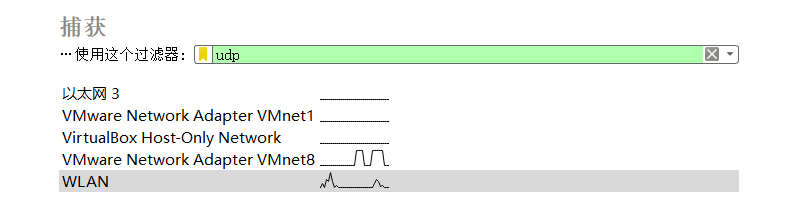 捕获
··· 使用这个过滤器： udp
以太网 3
VMware Network Adapter VMnet1
VirtualBox Host-Only Network
VMware Network Adapter VMnet8
WLAN